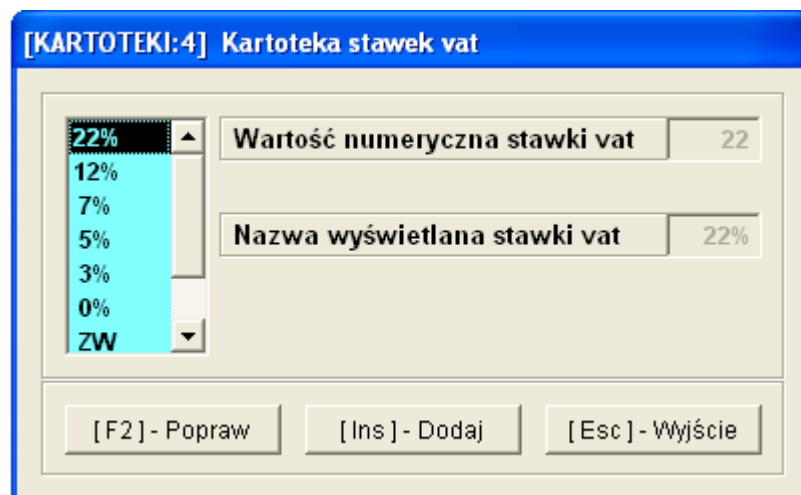 [KARTOTEKI:4] Kartoteka stawek vat
22%
12%
7%
5%
3%
0%
ZW
Wartość numeryczna stawki vat 22
Nazwa wyświetlana stawki vat 22%
[ F2 ] - Popraw
[ Ins ] - Dodaj
[ Esc ] - Wyjście